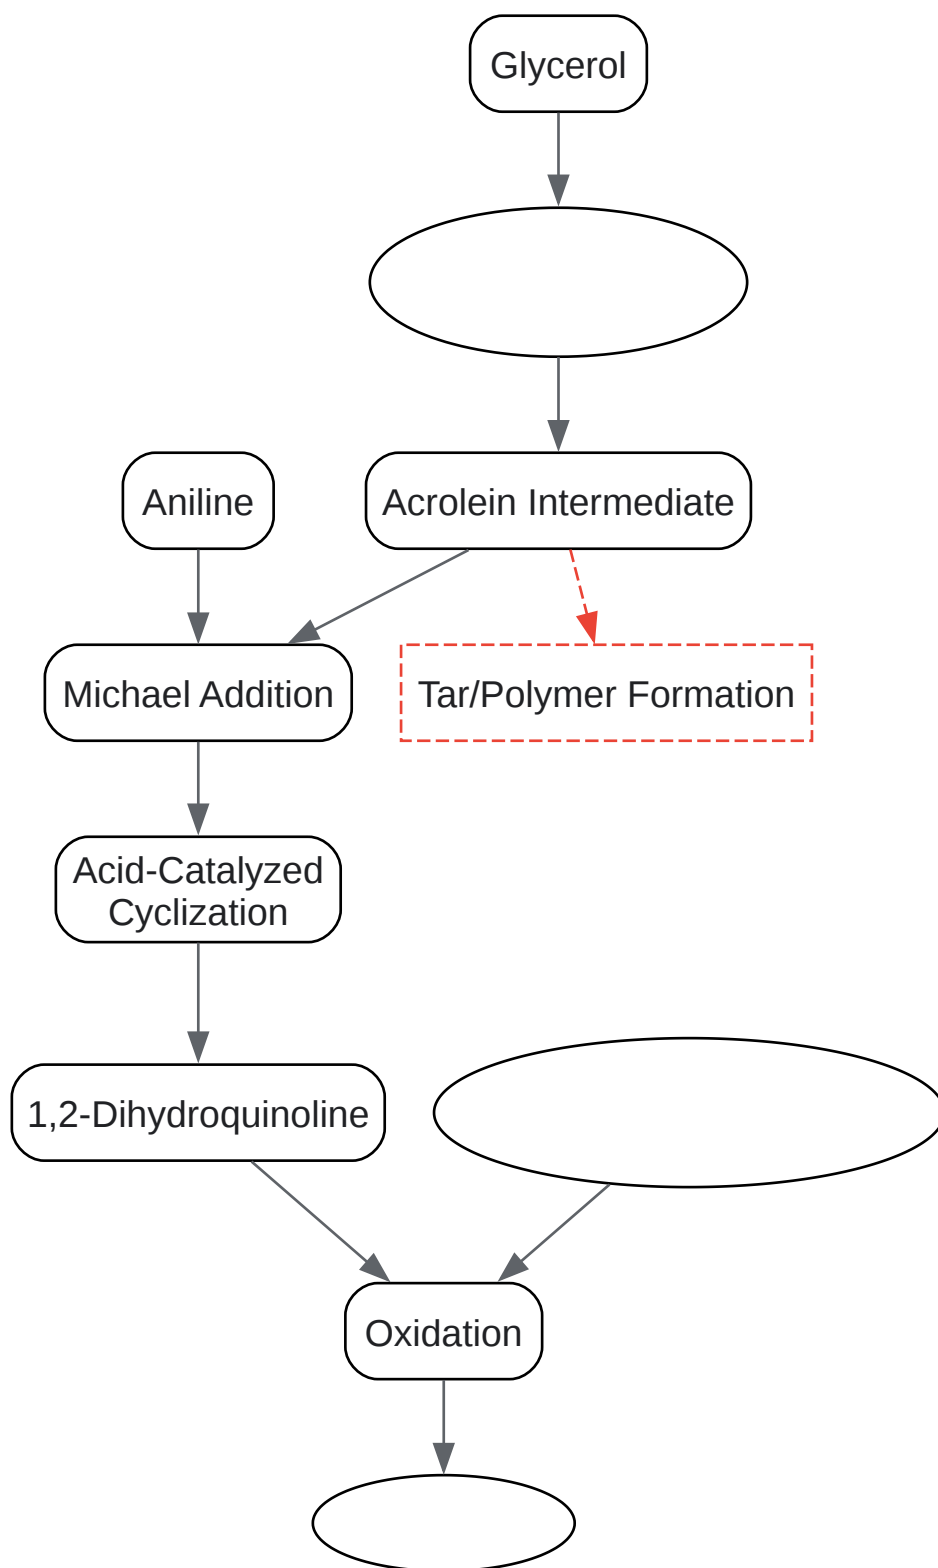 Glycerol
Aniline
Acrolein Intermediate
Michael Addition
Tar/Polymer Formation
Acid-Catalyzed
Cyclization
1,2-Dihydroquinoline
Oxidation